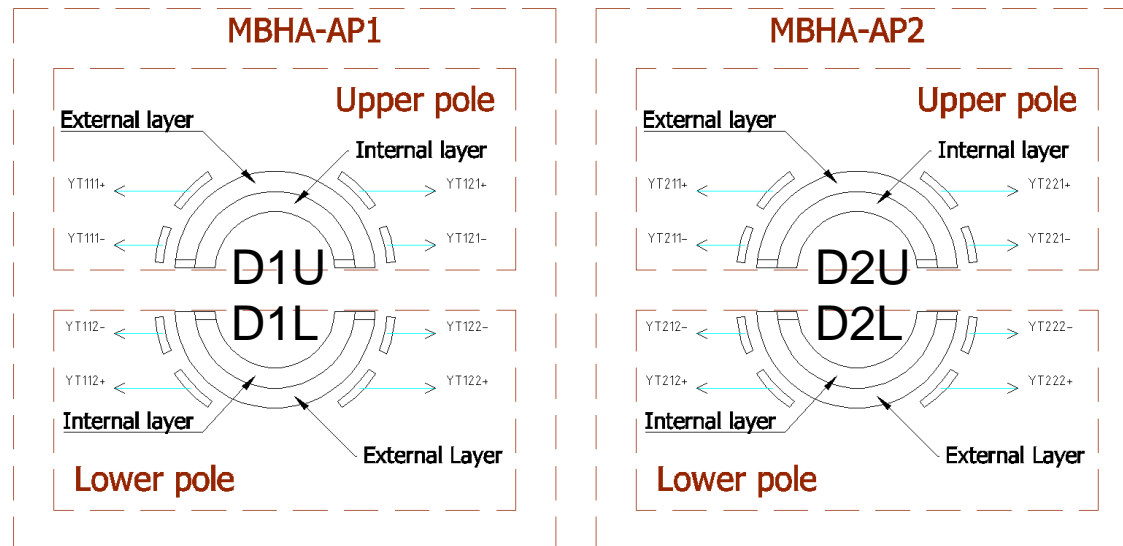 MBHA-AP1
Upper pole
External layer
Internal layer
YT111+
YT121+
YT111-
YT121-
D1U
D1L
YT112-
YT122-
YT112+
YT122+
Internal layer
External Layer
Lower pole
MBHA-AP2
Upper pole
External layer
Internal layer
YT211+
YT221+
YT211-
YT221-
D2U
D2L
YT212-
YT222-
YT212+
YT222+
Internal layer
External Layer
Lower pole